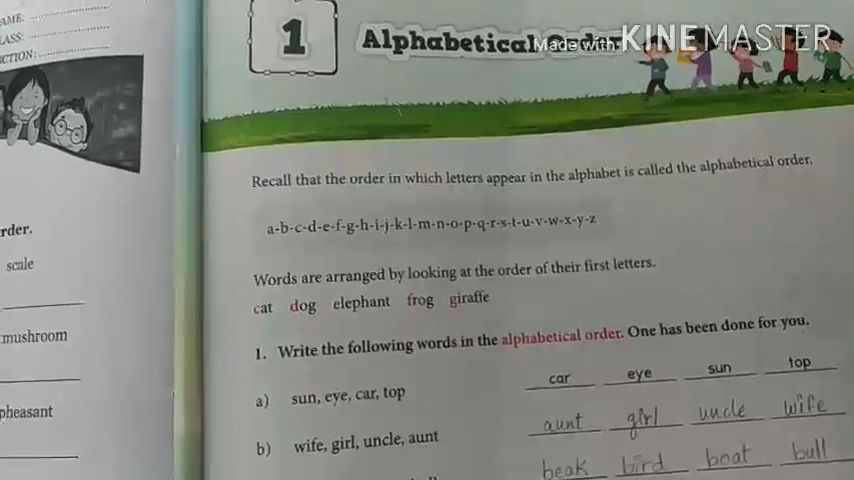 AME:
LASS:
CTION:
1
Alphabetical Order
Made with KINEMASTER
Recall that the order in which letters appear in the alphabet is called the alphabetical order.
a-b-c-d-e-f-g-h-i-j-k-l-m-n-o-p-q-r-s-t-u-v-w-x-y-z
rder.
scale
Words are arranged by looking at the order of their first letters.
cat dog elephant frog giraffe
mushroom
1. Write the following words in the alphabetical order. One has been done for you.
a) sun, eye, car, top car eye sun top
pheasant
b) wife, girl, uncle, aunt aunt girl uncle wife
beak bird boat bull